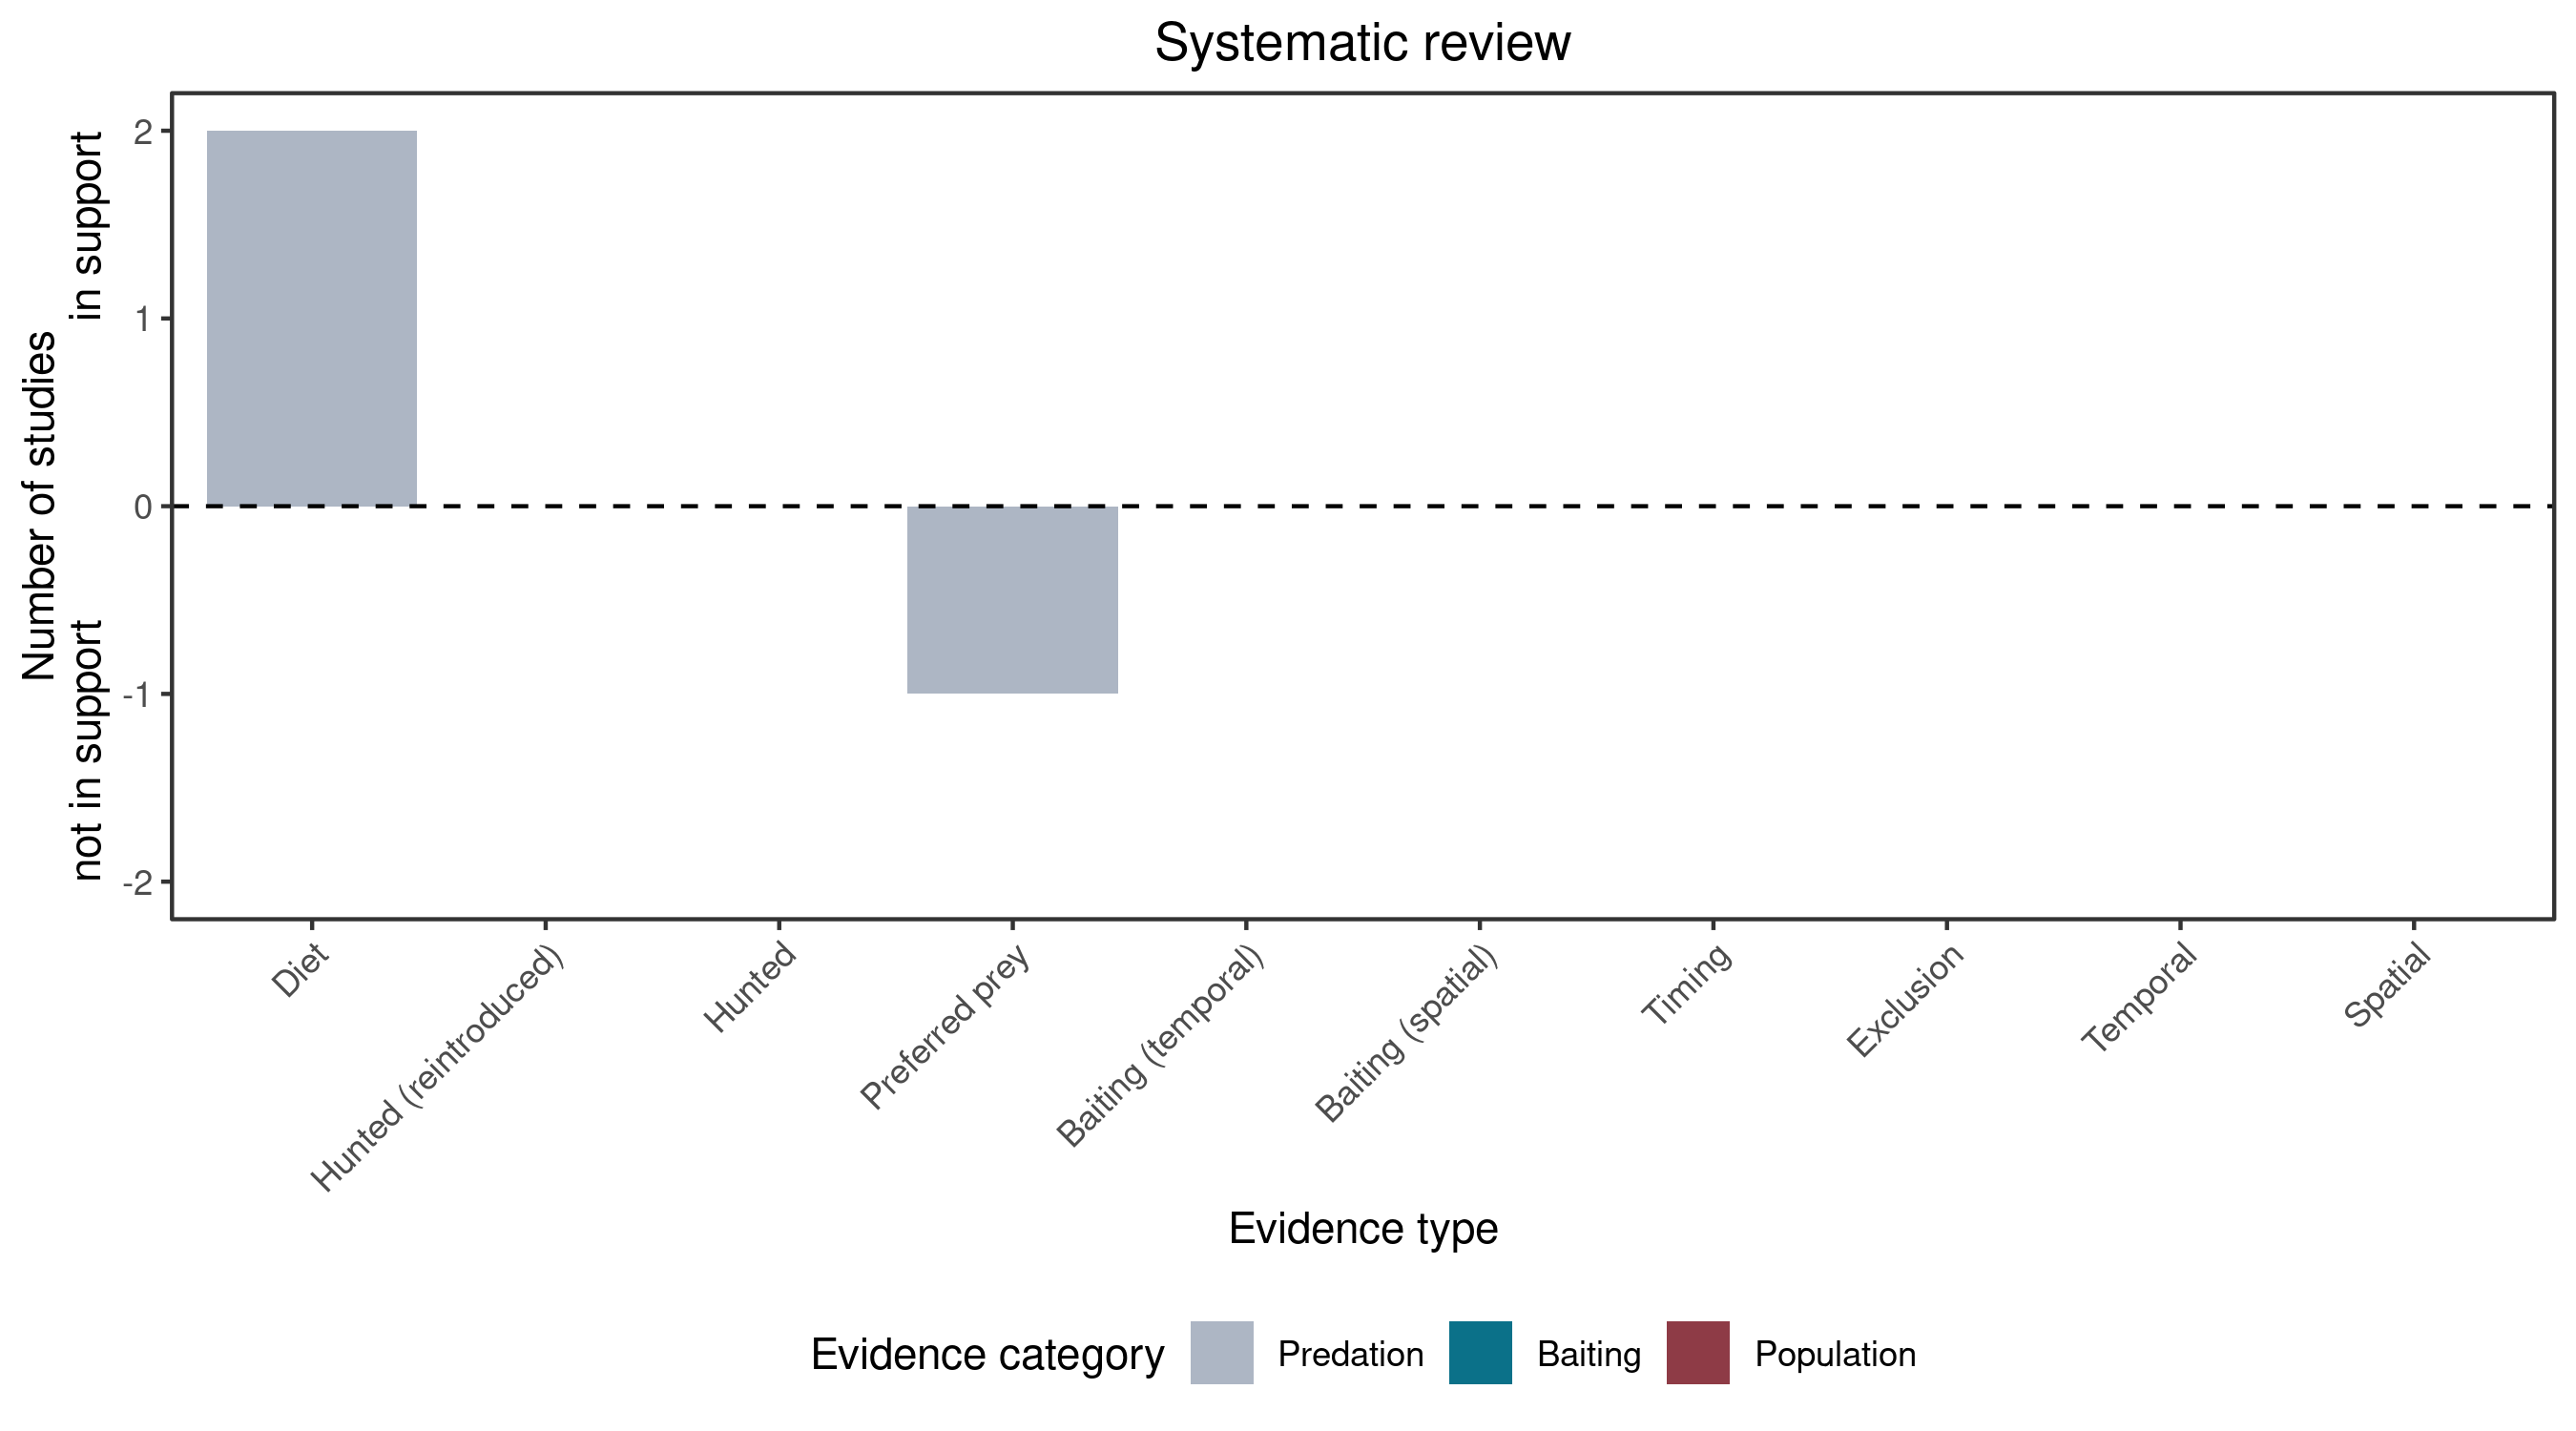 Systematic review
Number of studies
not in support in support
2
1
0
-1
-2
Diet
Hunted (reintroduced)
Hunted
Preferred prey
Baiting (temporal)
Baiting (spatial)
Timing
Exclusion
Temporal
Spatial
Evidence type
Evidence category Predation Baiting Population